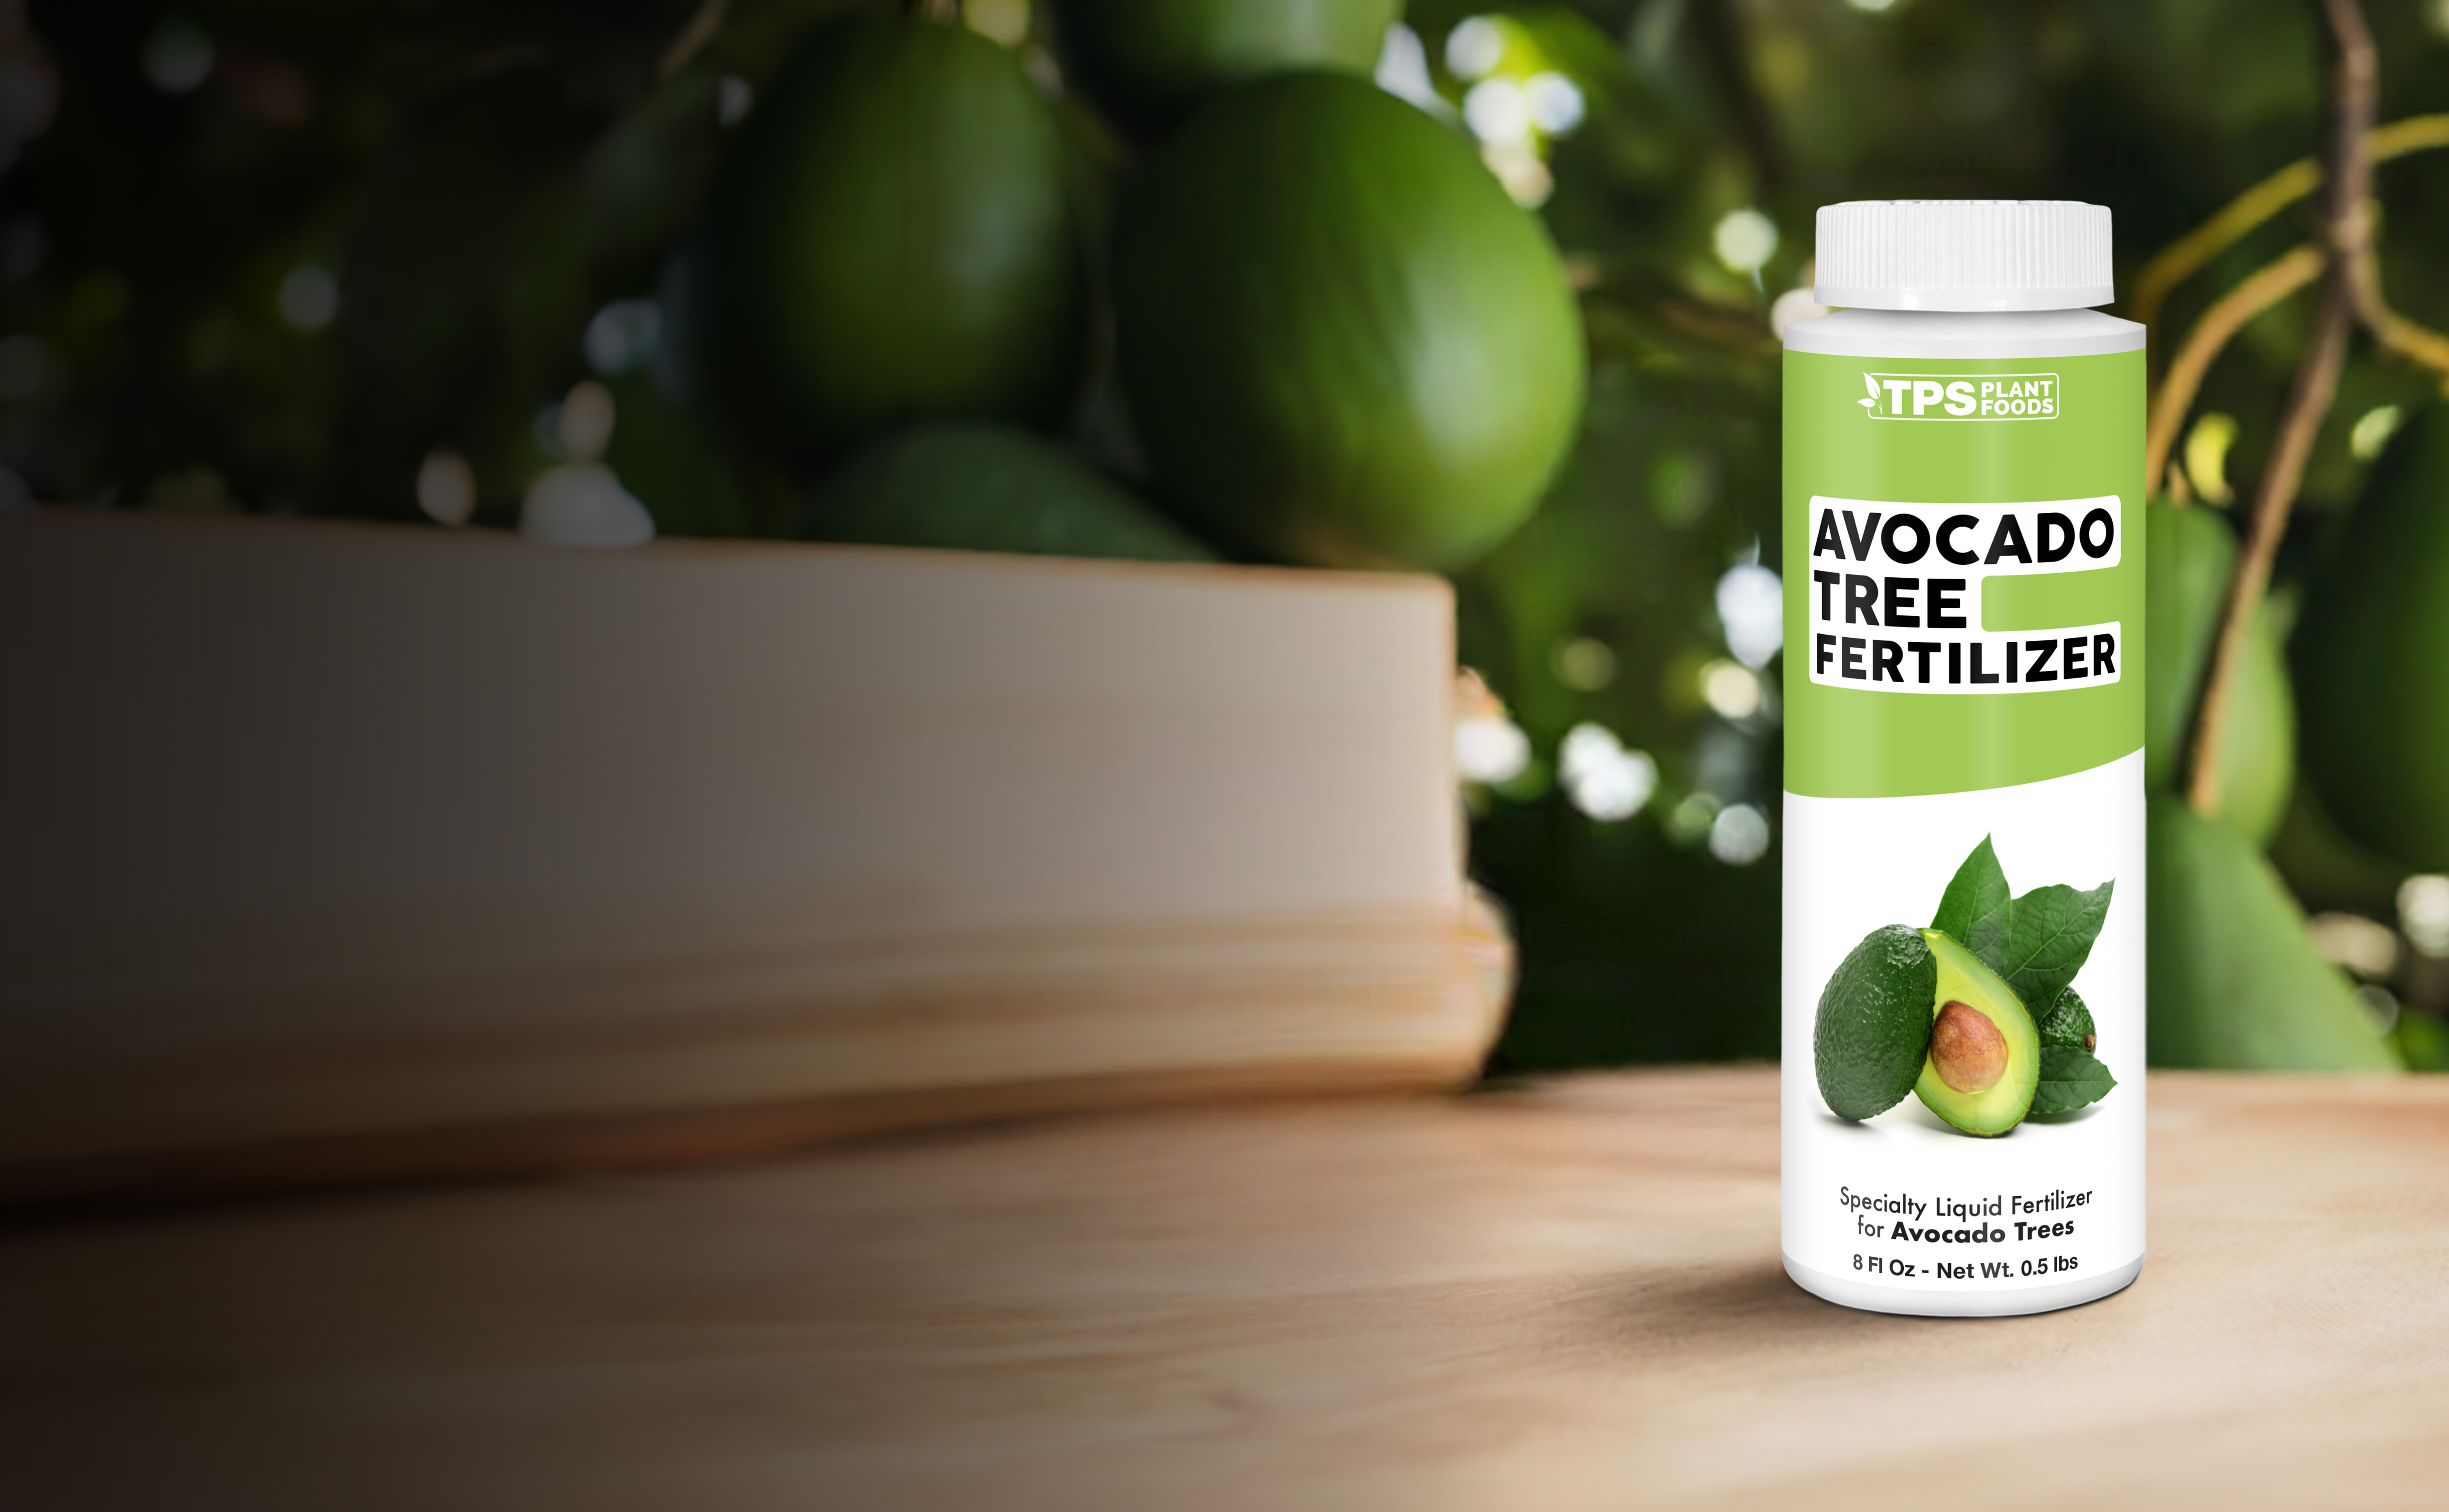 TPS PLANT FOODS
AVOCADO
TREE
FERTILIZER
Specialty Liquid Fertilizer
for Avocado Trees
8 Fl Oz - Net Wt. 0.5 lbs